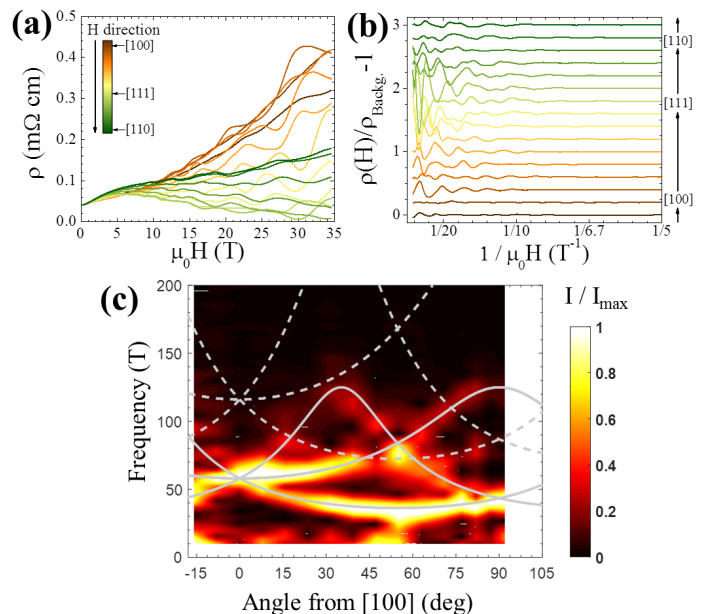 (a)
0.5
0.4
0.3
0.2
0.1
0.0
ρ (mΩ cm)
H direction
[100]
[111]
[110]
0 5 10 15 20 25 30 35
μ₀H (T)
(b)
3
2
1
0
ρ(H)/ρBackg.-1
[110]
[111]
[100]
1/20 1/10 1/6.7 1/5
1 / μ₀H (T⁻¹)
(c)
I / Imax
200
150
100
50
0
Frequency (T)
-15 0 15 30 45 60 75 90 105
Angle from [100] (deg)
1
0.8
0.6
0.4
0.2
0